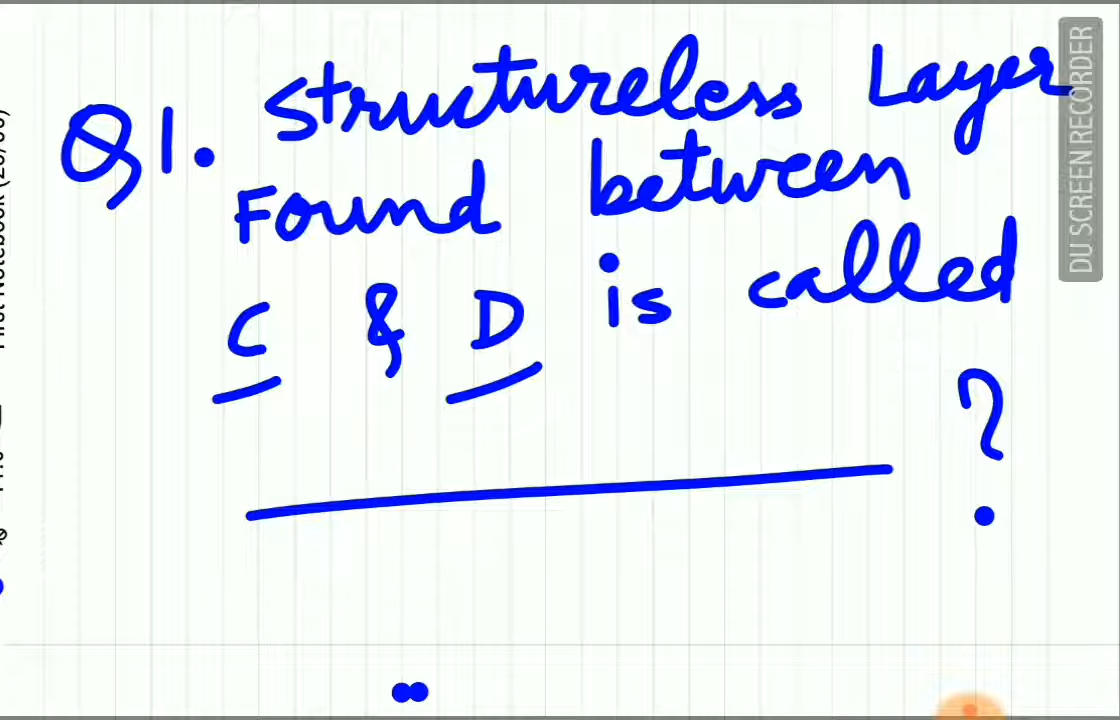 Q1. Structureless Layer
Found between
C & D is called
?
DU SCREEN RECORDER